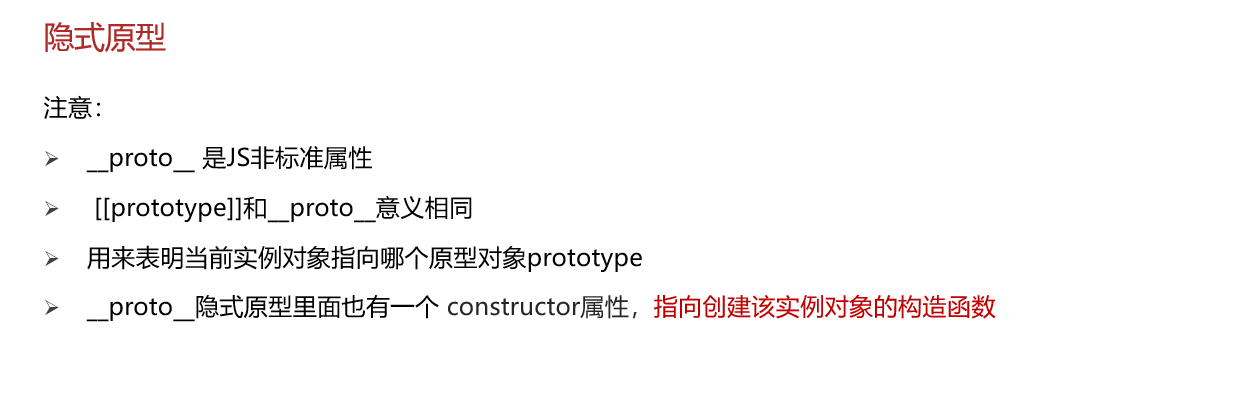 隐式原型
注意：
➢ __proto__ 是JS非标准属性
➢ [[prototype]]和__proto__意义相同
➢ 用来表明当前实例对象指向哪个原型对象prototype
➢ __proto__隐式原型里面也有一个 constructor属性，指向创建该实例对象的构造函数